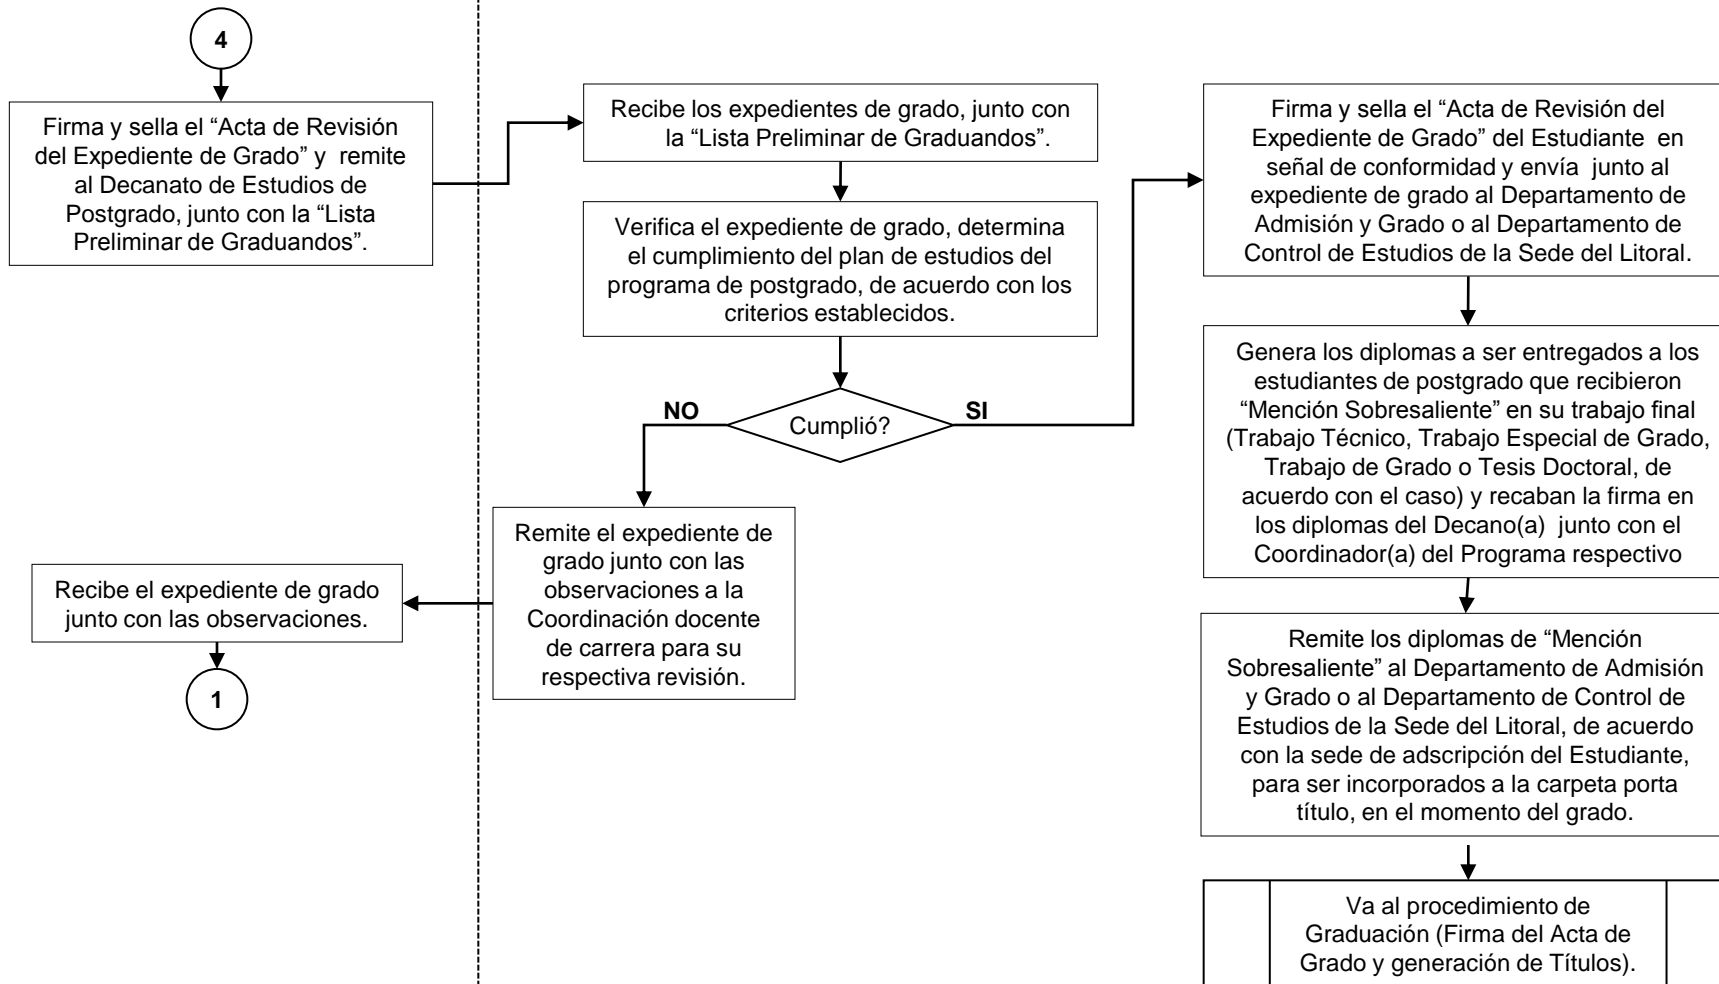 4
Firma y sella el “Acta de Revisión
del Expediente de Grado” y remite
al Decanato de Estudios de
Postgrado, junto con la “Lista
Preliminar de Graduandos”.
Recibe los expedientes de grado, junto con
la “Lista Preliminar de Graduandos”.
Verifica el expediente de grado, determina
el cumplimiento del plan de estudios del
programa de postgrado, de acuerdo con los
criterios establecidos.
Cumplió?
NO
SI
Remite el expediente de
grado junto con las
observaciones a la
Coordinación docente
de carrera para su
respectiva revisión.
Recibe el expediente de grado
junto con las observaciones.
1
Firma y sella el “Acta de Revisión del
Expediente de Grado” del Estudiante en
señal de conformidad y envía junto al
expediente de grado al Departamento de
Admisión y Grado o al Departamento de
Control de Estudios de la Sede del Litoral.
Genera los diplomas a ser entregados a los
estudiantes de postgrado que recibieron
“Mención Sobresaliente” en su trabajo final
(Trabajo Técnico, Trabajo Especial de Grado,
Trabajo de Grado o Tesis Doctoral, de
acuerdo con el caso) y recaban la firma en
los diplomas del Decano(a) junto con el
Coordinador(a) del Programa respectivo
Remite los diplomas de “Mención
Sobresaliente” al Departamento de Admisión
y Grado o al Departamento de Control de
Estudios de la Sede del Litoral, de acuerdo
con la sede de adscripción del Estudiante,
para ser incorporados a la carpeta porta
título, en el momento del grado.
Va al procedimiento de
Graduación (Firma del Acta de
Grado y generación de Títulos).